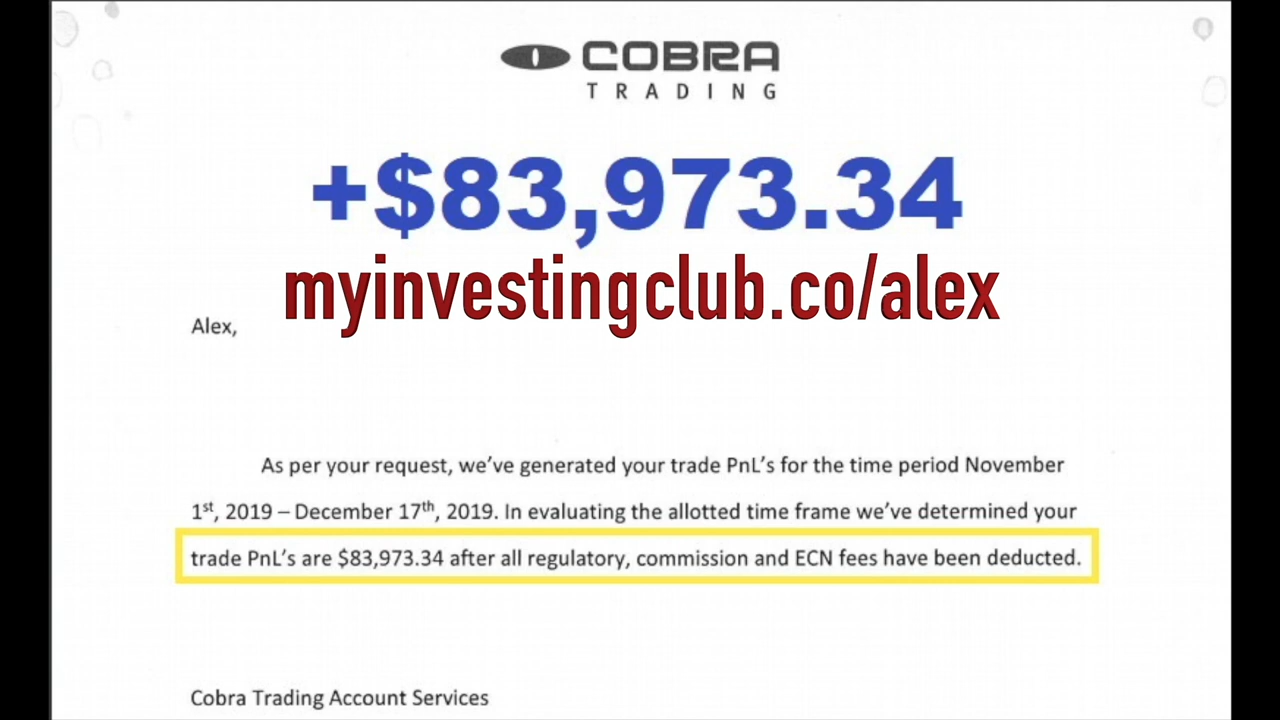 COBRA
TRADING
+$83,973.34
myinvestingclub.co/alex
Alex,
As per your request, we’ve generated your trade PnL’s for the time period November
1st, 2019 – December 17th, 2019. In evaluating the allotted time frame we’ve determined your
trade PnL’s are $83,973.34 after all regulatory, commission and ECN fees have been deducted.
Cobra Trading Account Services